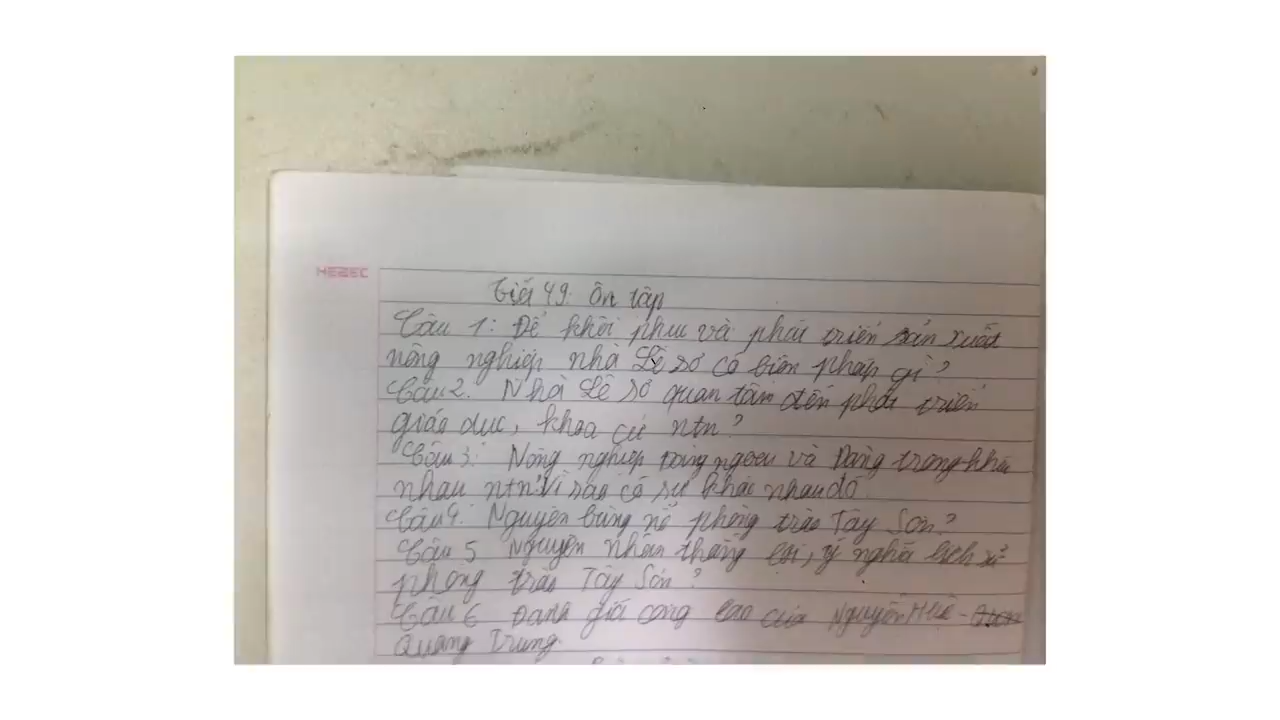 HEZEC
Tiết 49: Ôn tập
Câu 1: Để khôi phục và phát triển sản xuất
nông nghiệp nhà Lê sơ có biện pháp gì?
Câu 2. Nhà Lê sơ quan tâm đến phát triển
giáo dục, khoa cử ntn?
Câu 3: Nông nghiệp Đàng ngoài và Đàng trong khác
nhau ntn? Vì sao có sự khác nhau đó
Câu 4: Nguyên bùng nổ phong trào Tây Sơn?
Câu 5 Nguyên nhân thắng lợi, ý nghĩa lịch sử
phong trào Tây Sơn?
Câu 6 Đánh giá công lao của Nguyễn Huệ -
Quang Trung